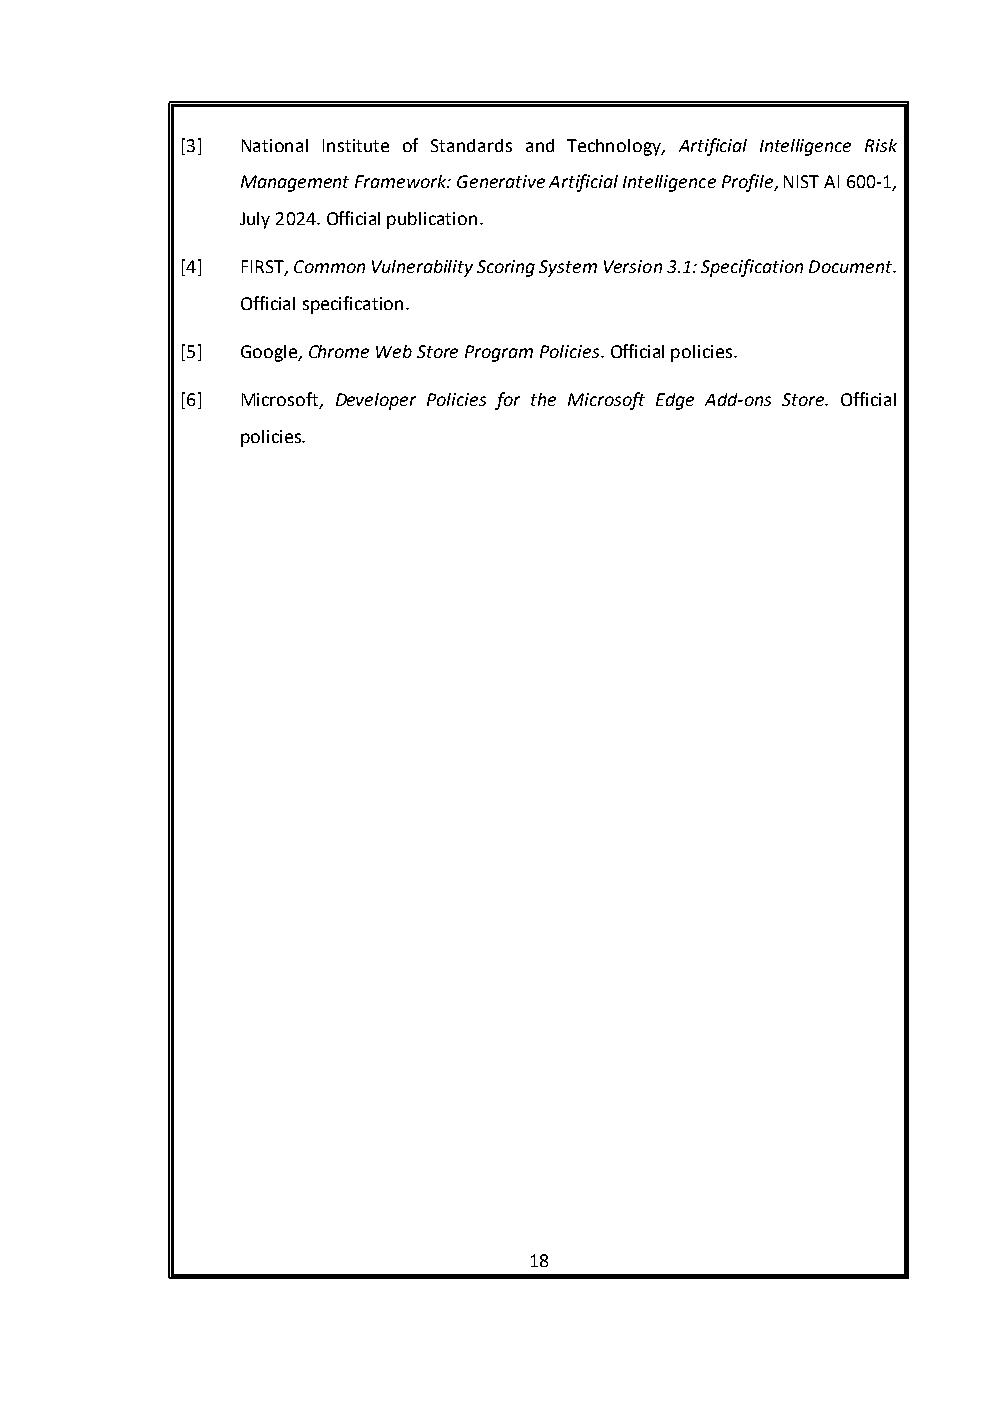 [3] National Institute of Standards and Technology, Artificial Intelligence Risk
Management Framework: Generative Artificial Intelligence Profile, NIST AI 600-1,
July 2024. Official publication.
[4] FIRST, Common Vulnerability Scoring System Version 3.1: Specification Document.
Official specification.
[5] Google, Chrome Web Store Program Policies. Official policies.
[6] Microsoft, Developer Policies for the Microsoft Edge Add-ons Store. Official
policies.
18